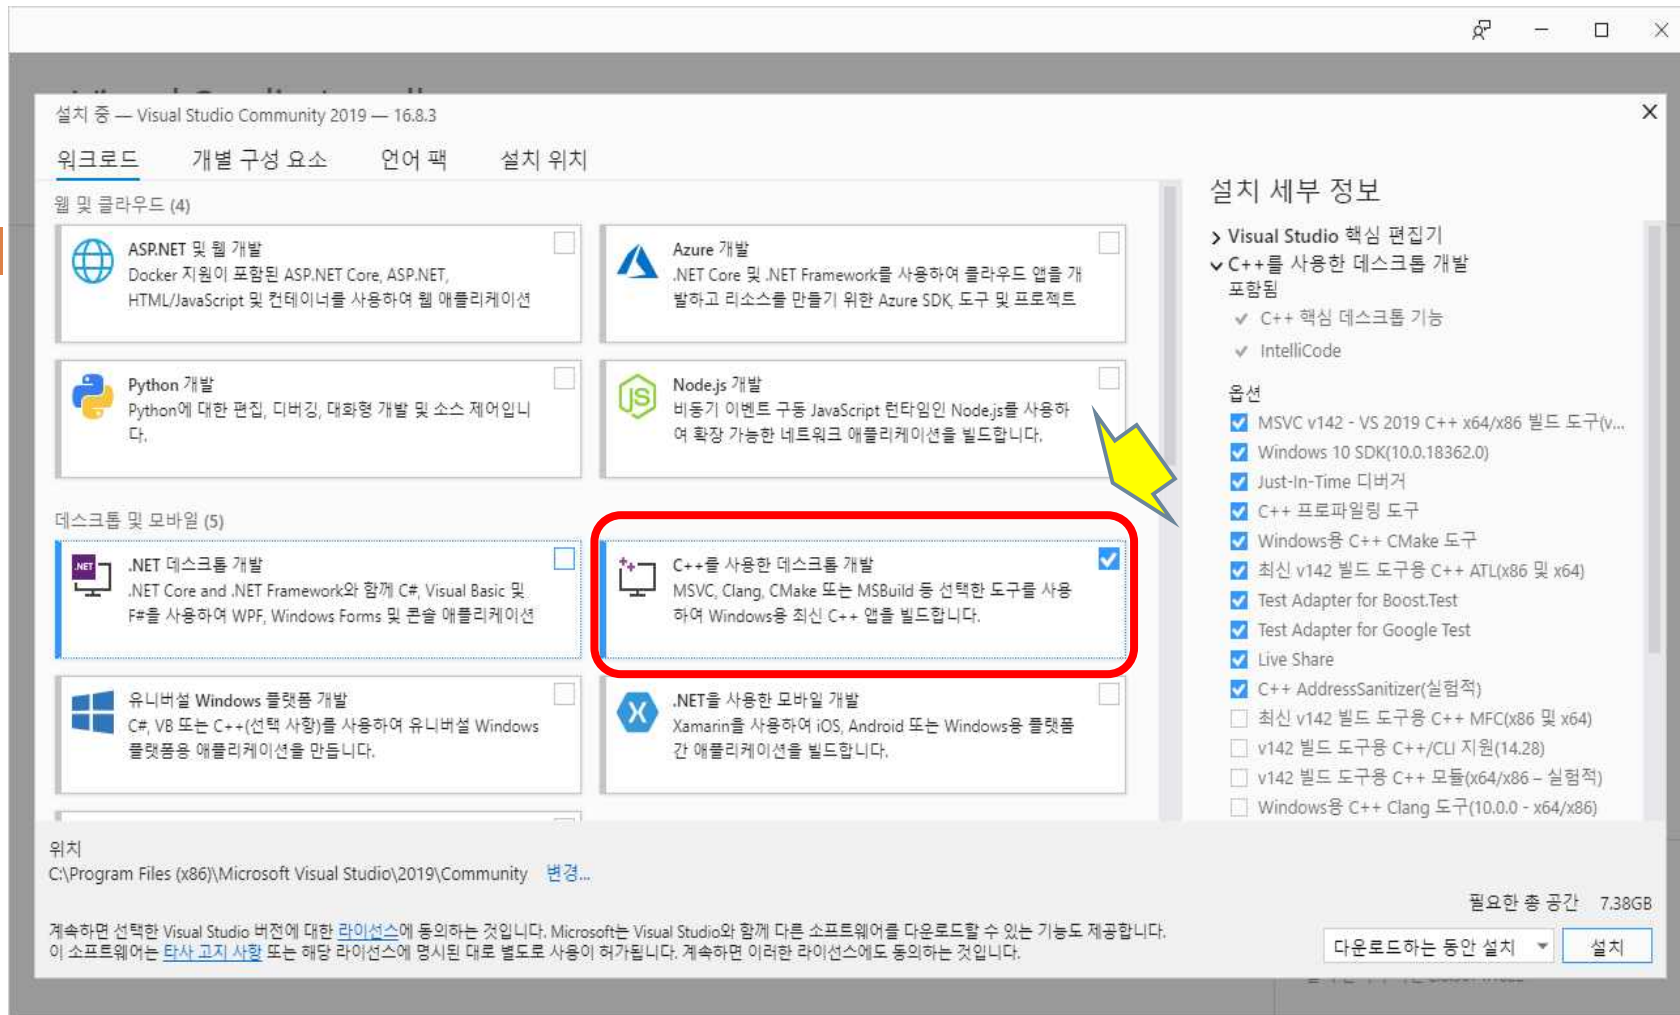 설치 중 — Visual Studio Community 2019 — 16.8.3
워크로드 개별 구성 요소 언어 팩 설치 위치
웹 및 클라우드 (4)
ASP.NET 및 웹 개발
Docker 지원이 포함된 ASP.NET Core, ASP.NET,
HTML/JavaScript 및 컨테이너를 사용하여 웹 애플리케이션
Azure 개발
.NET Core 및 .NET Framework를 사용하여 클라우드 앱을 개
발하고 리소스를 만들기 위한 Azure SDK, 도구 및 프로젝트
Python 개발
Python에 대한 편집, 디버깅, 대화형 개발 및 소스 제어입니
다.
Node.js 개발
비동기 이벤트 구동 JavaScript 런타임인 Node.js를 사용하
여 확장 가능한 네트워크 애플리케이션을 빌드합니다.
데스크톱 및 모바일 (5)
.NET 데스크톱 개발
.NET Core and .NET Framework와 함께 C#, Visual Basic 및
F#을 사용하여 WPF, Windows Forms 및 콘솔 애플리케이션
C++를 사용한 데스크톱 개발
MSVC, Clang, CMake 또는 MSBuild 등 선택한 도구를 사용
하여 Windows용 최신 C++ 앱을 빌드합니다.
유니버설 Windows 플랫폼 개발
C#, VB 또는 C++(선택 사항)를 사용하여 유니버설 Windows
플랫폼용 애플리케이션을 만듭니다.
.NET을 사용한 모바일 개발
Xamarin을 사용하여 iOS, Android 또는 Windows용 플랫폼
간 애플리케이션을 빌드합니다.
설치 세부 정보
Visual Studio 핵심 편집기
C++를 사용한 데스크톱 개발
포함됨
C++ 핵심 데스크톱 기능
IntelliCode
옵션
MSVC v142 - VS 2019 C++ x64/x86 빌드 도구(v...
Windows 10 SDK(10.0.18362.0)
Just-In-Time 디버거
C++ 프로파일링 도구
Windows용 C++ CMake 도구
최신 v142 빌드 도구용 C++ ATL(x86 및 x64)
Test Adapter for Boost.Test
Test Adapter for Google Test
Live Share
C++ AddressSanitizer(실험적)
최신 v142 빌드 도구용 C++ MFC(x86 및 x64)
v142 빌드 도구용 C++/CLI 지원(14.28)
v142 빌드 도구용 C++ 모듈(x64/x86 – 실험적)
Windows용 C++ Clang 도구(10.0.0 - x64/x86)
위치
C:\Program Files (x86)\Microsoft Visual Studio\2019\Community 변경...
필요한 총 공간 7.38GB
계속하면 선택한 Visual Studio 버전에 대한 라이선스에 동의하는 것입니다. Microsoft는 Visual Studio와 함께 다른 소프트웨어를 다운로드할 수 있는 기능도 제공합니다.
이 소프트웨어는 타사 고지 사항 또는 해당 라이선스에 명시된 대로 별도로 사용이 허가됩니다. 계속하면 이러한 라이선스에도 동의하는 것입니다.
다운로드하는 동안 설치 설치